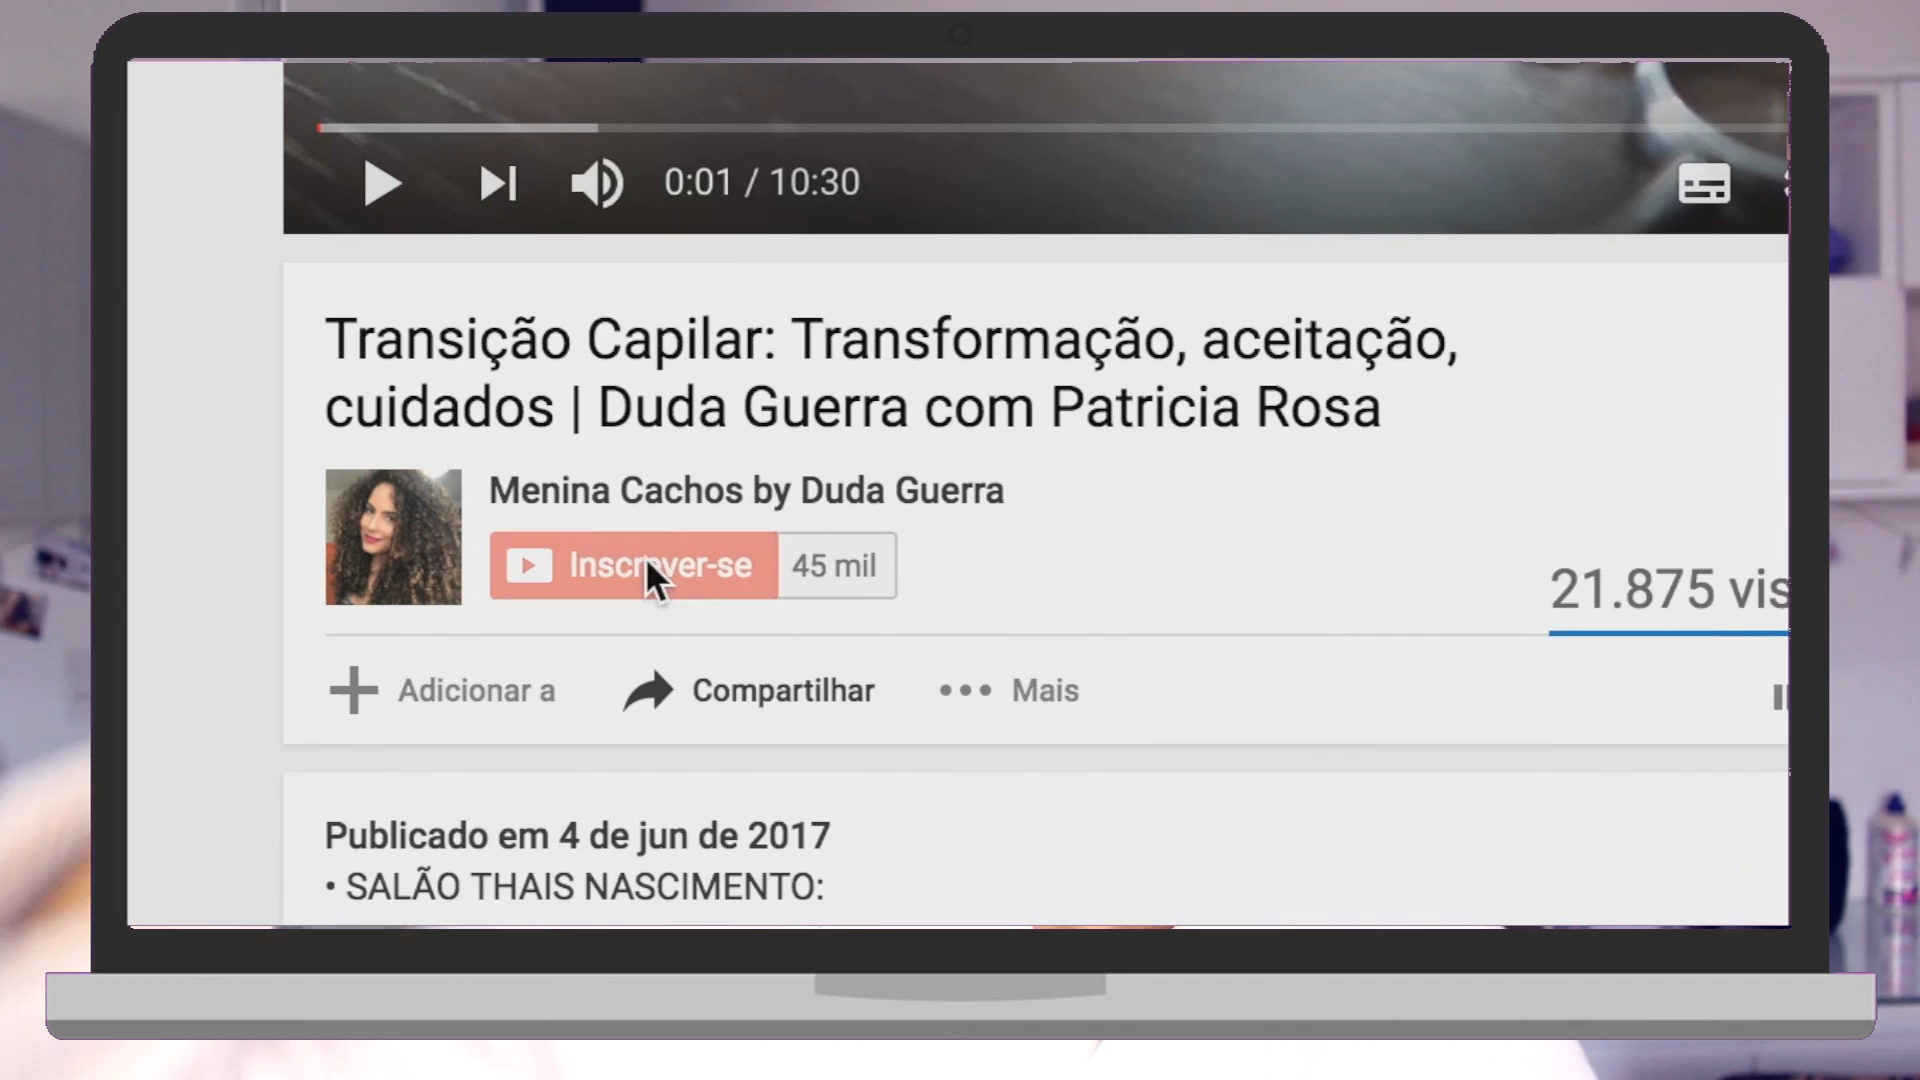 0:01 / 10:30
Transição Capilar: Transformação, aceitação,
cuidados | Duda Guerra com Patricia Rosa
Menina Cachos by Duda Guerra
Inscrever-se 45 mil
21.875 vis
Adicionar a Compartilhar Mais
Publicado em 4 de jun de 2017
• SALÃO THAIS NASCIMENTO: